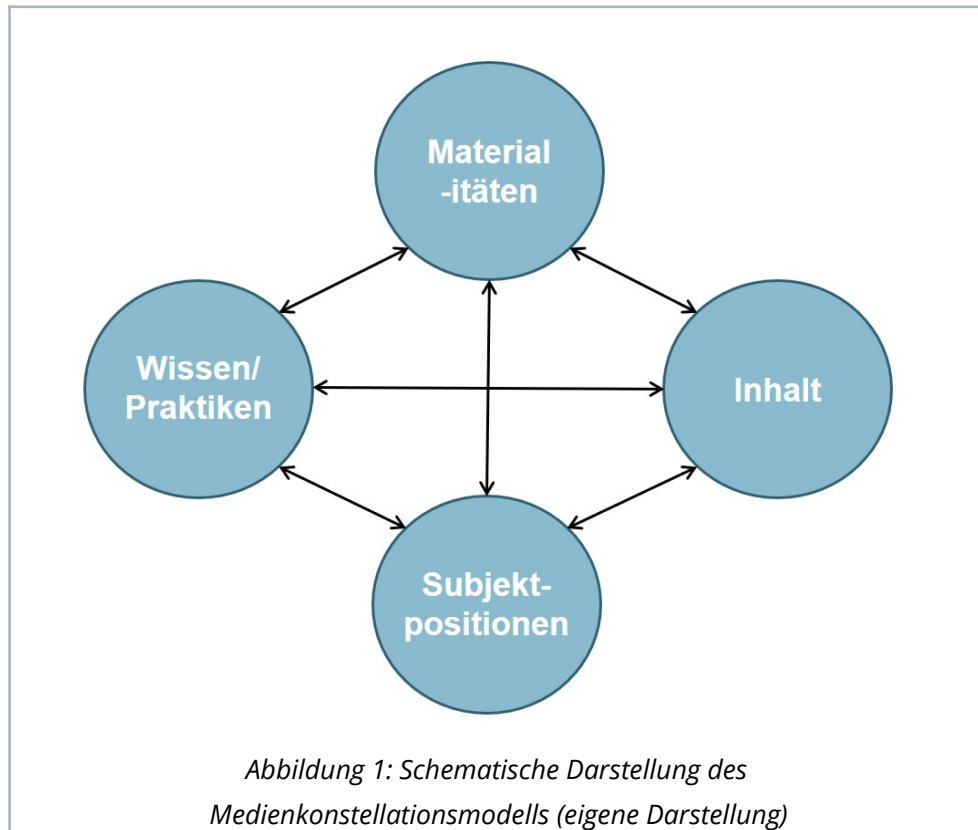 Material
-itäten
Wissen/
Praktiken
Inhalt
Subjekt-
positionen
Abbildung 1: Schematische Darstellung des
Medienkonstellationsmodells (eigene Darstellung)